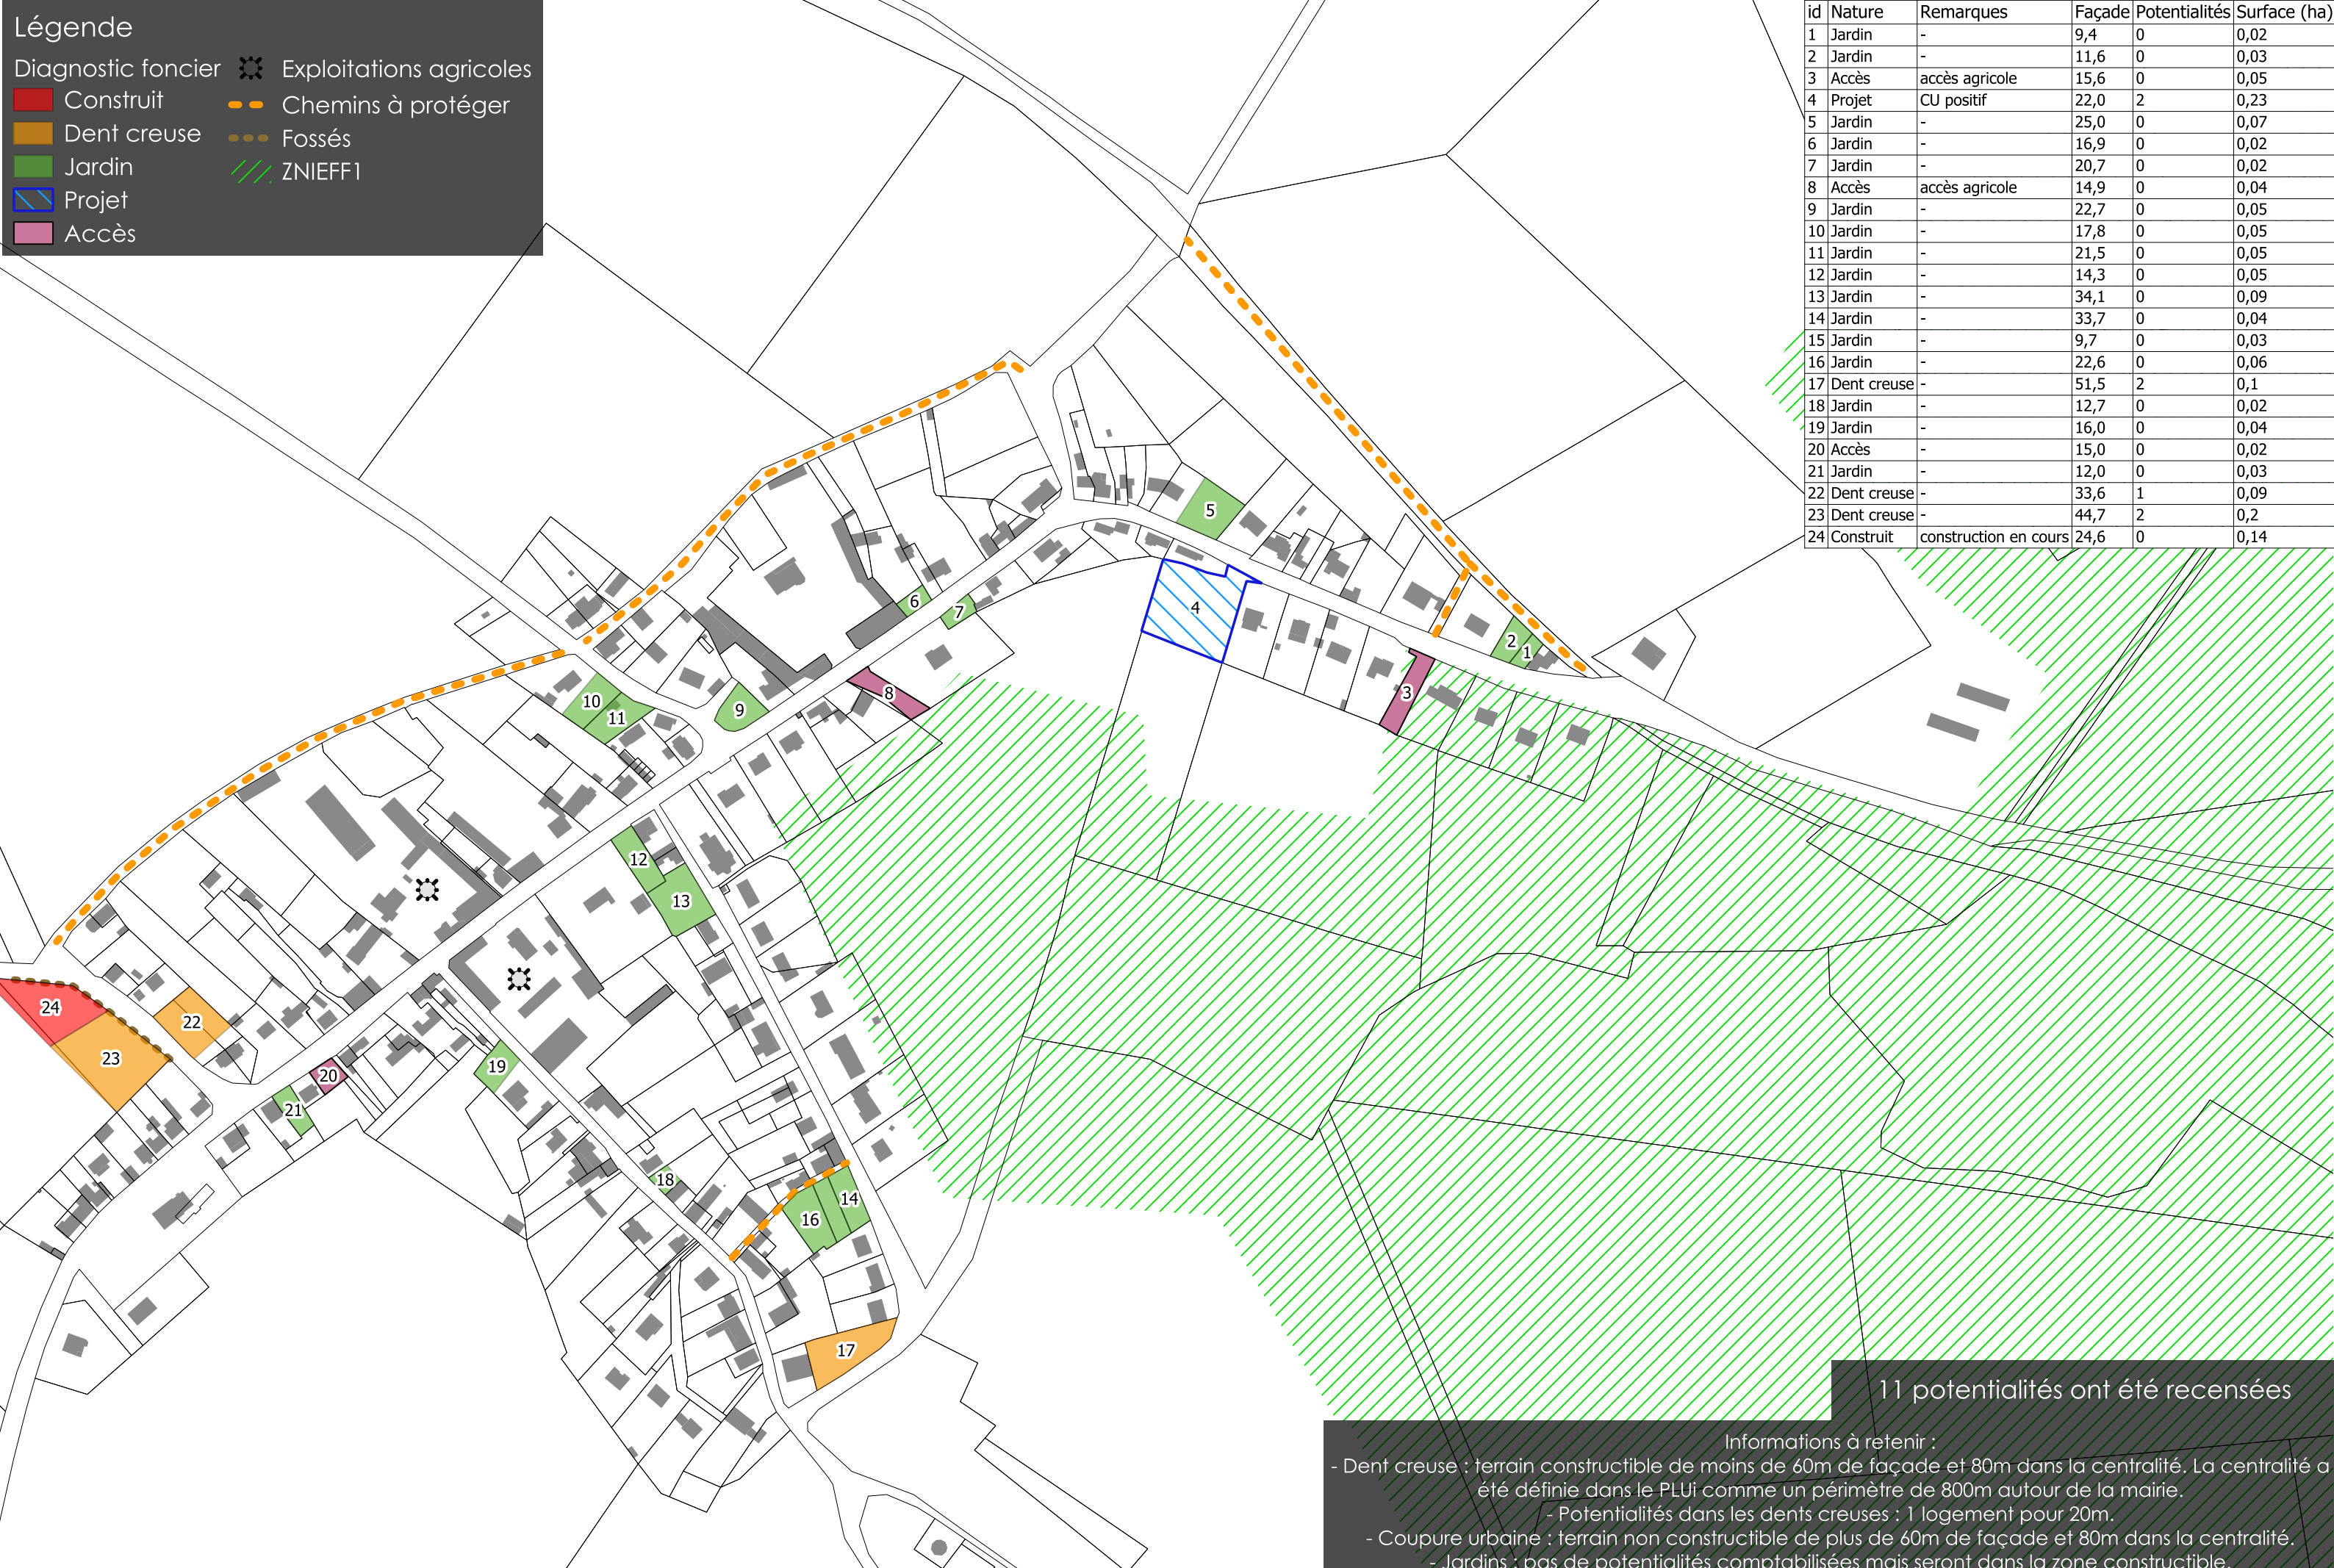 Légende
Diagnostic foncier
Construit
Dent creuse
Jardin
Projet
Accès
Exploitations agricoles
Chemins à protéger
Fossés
ZNIEFF1
id Nature Remarques Façade Potentialités Surface (ha)
1 Jardin - 9,4 0 0,02
2 Jardin - 11,6 0 0,03
3 Accès accès agricole 15,6 0 0,05
4 Projet CU positif 22,0 2 0,23
5 Jardin - 25,0 0 0,07
6 Jardin - 16,9 0 0,02
7 Jardin - 20,7 0 0,02
8 Accès accès agricole 14,9 0 0,04
9 Jardin - 22,7 0 0,05
10 Jardin - 17,8 0 0,05
11 Jardin - 21,5 0 0,05
12 Jardin - 14,3 0 0,05
13 Jardin - 34,1 0 0,09
14 Jardin - 33,7 0 0,04
15 Jardin - 9,7 0 0,03
16 Jardin - 22,6 0 0,06
17 Dent creuse - 51,5 2 0,1
18 Jardin - 12,7 0 0,02
19 Jardin - 16,0 0 0,04
20 Accès - 15,0 0 0,02
21 Jardin - 12,0 0 0,03
22 Dent creuse - 33,6 1 0,09
23 Dent creuse - 44,7 2 0,2
24 Construit construction en cours 24,6 0 0,14
5
6
7
4
2
1
3
8
9
10
11
12
13
24
22
23
20
21
19
18
14
16
17
11 potentialités ont été recensées
Informations à retenir :
- Dent creuse : terrain constructible de moins de 60m de façade et 80m dans la centralité. La centralité a
été définie dans le PLUi comme un périmètre de 800m autour de la mairie.
- Potentialités dans les dents creuses : 1 logement pour 20m.
- Coupure urbaine : terrain non constructible de plus de 60m de façade et 80m dans la centralité.
- Jardins : pas de potentialités comptabilisées mais seront dans la zone constructible.